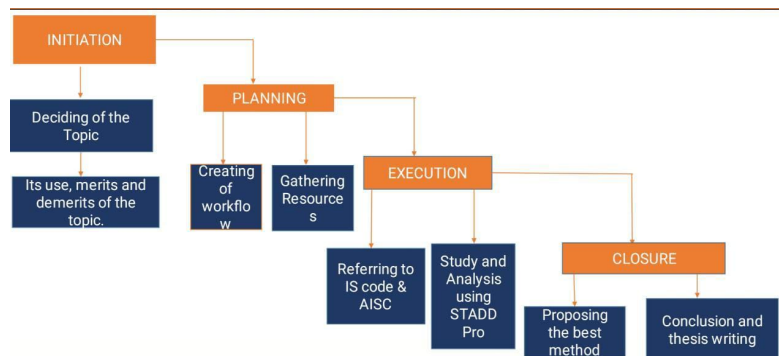 INITIATION
Deciding of the
Topic
Its use, merits and
demerits of the
topic.
PLANNING
Creating
of
workflo
w
Gathering
Resource
s
EXECUTION
Referring to
IS code &
AISC
Study and
Analysis
using
STADD
Pro
CLOSURE
Proposing
the best
method
Conclusion and
thesis writing